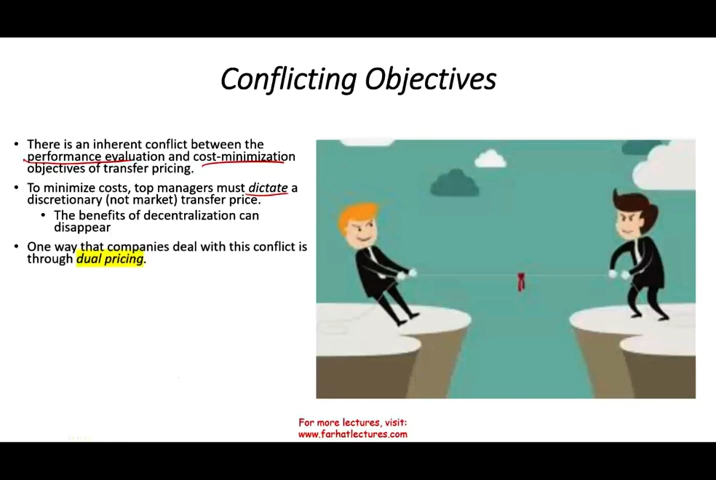 Conflicting Objectives
• There is an inherent conflict between the
performance evaluation and cost-minimization
objectives of transfer pricing.
• To minimize costs, top managers must dictate a
discretionary (not market) transfer price.
• The benefits of decentralization can
disappear
• One way that companies deal with this conflict is
through dual pricing.
For more lectures, visit:
www.farhatlectures.com